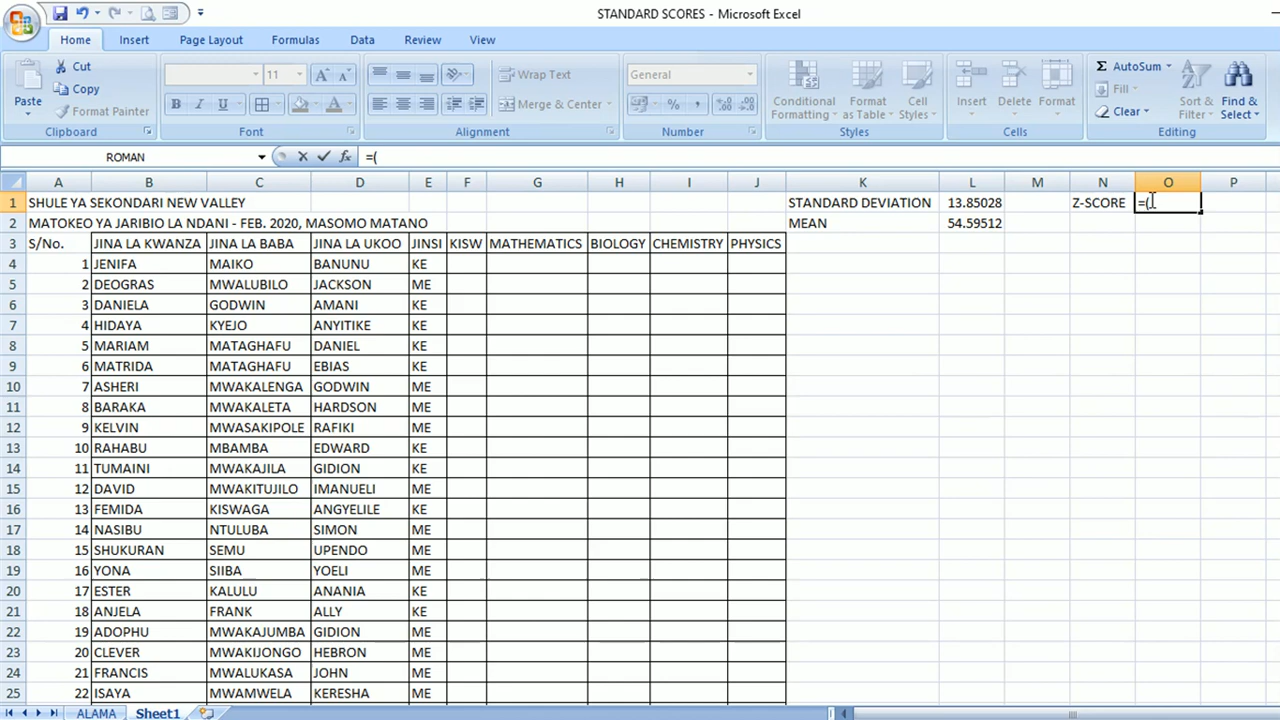 STANDARD SCORES - Microsoft Excel
Home Insert Page Layout Formulas Data Review View
Paste Cut Copy Format Painter Clipboard
11 A A B I U A Font
Wrap Text Merge & Center Alignment
General % , Number
Conditional Formatting Format as Table Cell Styles Styles
Insert Delete Format Cells
Σ AutoSum Fill Clear Sort & Filter Find & Select Editing
ROMAN fx =(
A B C D E F G H I J K L M N O P
1 SHULE YA SEKONDARI NEW VALLEY STANDARD DEVIATION 13.85028 Z-SCORE =(
2 MATOKEO YA JARIBIO LA NDANI - FEB. 2020, MASOMO MATANO MEAN 54.59512
3 S/No. JINA LA KWANZA JINA LA BABA JINA LA UKOO JINSI KISW MATHEMATICS BIOLOGY CHEMISTRY PHYSICS
4 1 JENIFA MAIKO BANUNU KE
5 2 DEOGRAS MWALUBILO JACKSON ME
6 3 DANIELA GODWIN AMANI KE
7 4 HIDAYA KYEJO ANYITIKE KE
8 5 MARIAM MATAGHAFU DANIEL KE
9 6 MATRIDA MATAGHAFU EBIAS KE
10 7 ASHERI MWAKALENGA GODWIN ME
11 8 BARAKA MWAKALETA HARDSON ME
12 9 KELVIN MWASAKIPOLE RAFIKI ME
13 10 RAHABU MBAMBA EDWARD KE
14 11 TUMAINI MWAKAJILA GIDION KE
15 12 DAVID MWAKITUJILO IMANUELI ME
16 13 FEMIDA KISWAGA ANGYELILE KE
17 14 NASIBU NTULUBA SIMON ME
18 15 SHUKURAN SEMU UPENDO ME
19 16 YONA SIIBA YOELI ME
20 17 ESTER KALULU ANANIA KE
21 18 ANJELA FRANK ALLY KE
22 19 ADOPHU MWAKAJUMBA GIDION ME
23 20 CLEVER MWAKIJONGO HEBRON ME
24 21 FRANCIS MWALUKASA JOHN ME
25 22 ISAYA MWAMWELA KERESHA ME
ALAMA Sheet1